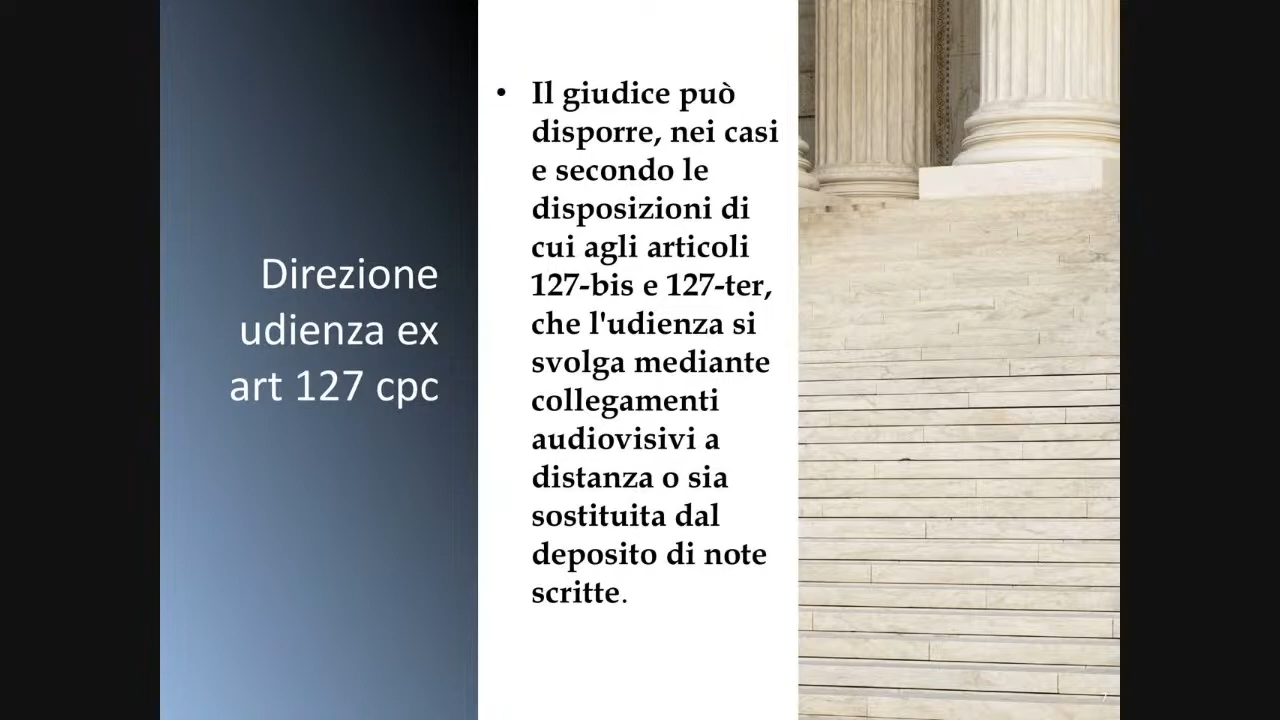 Direzione
udienza ex
art 127 cpc
• Il giudice può
disporre, nei casi
e secondo le
disposizioni di
cui agli articoli
127-bis e 127-ter,
che l'udienza si
svolga mediante
collegamenti
audiovisivi a
distanza o sia
sostituita dal
deposito di note
scritte.